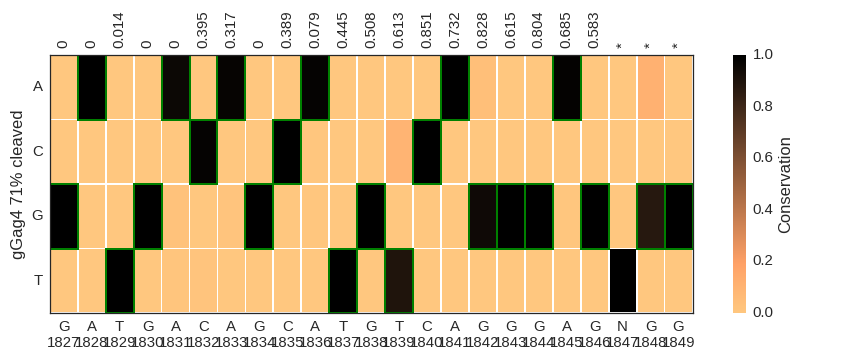 0 0 0.014 0 0 0.395 0.317 0 0.389 0.079 0.445 0.508 0.613 0.851 0.732 0.828 0.615 0.804 0.685 0.583 * * *
gGag4 71% cleaved
A
C
G
T
G A T G A C A G C A T G T C A G G G A G N G G
1827 1828 1829 1830 1831 1832 1833 1834 1835 1836 1837 1838 1839 1840 1841 1842 1843 1844 1845 1846 1847 1848 1849
1.0
0.8
0.6
0.4
0.2
0.0
Conservation